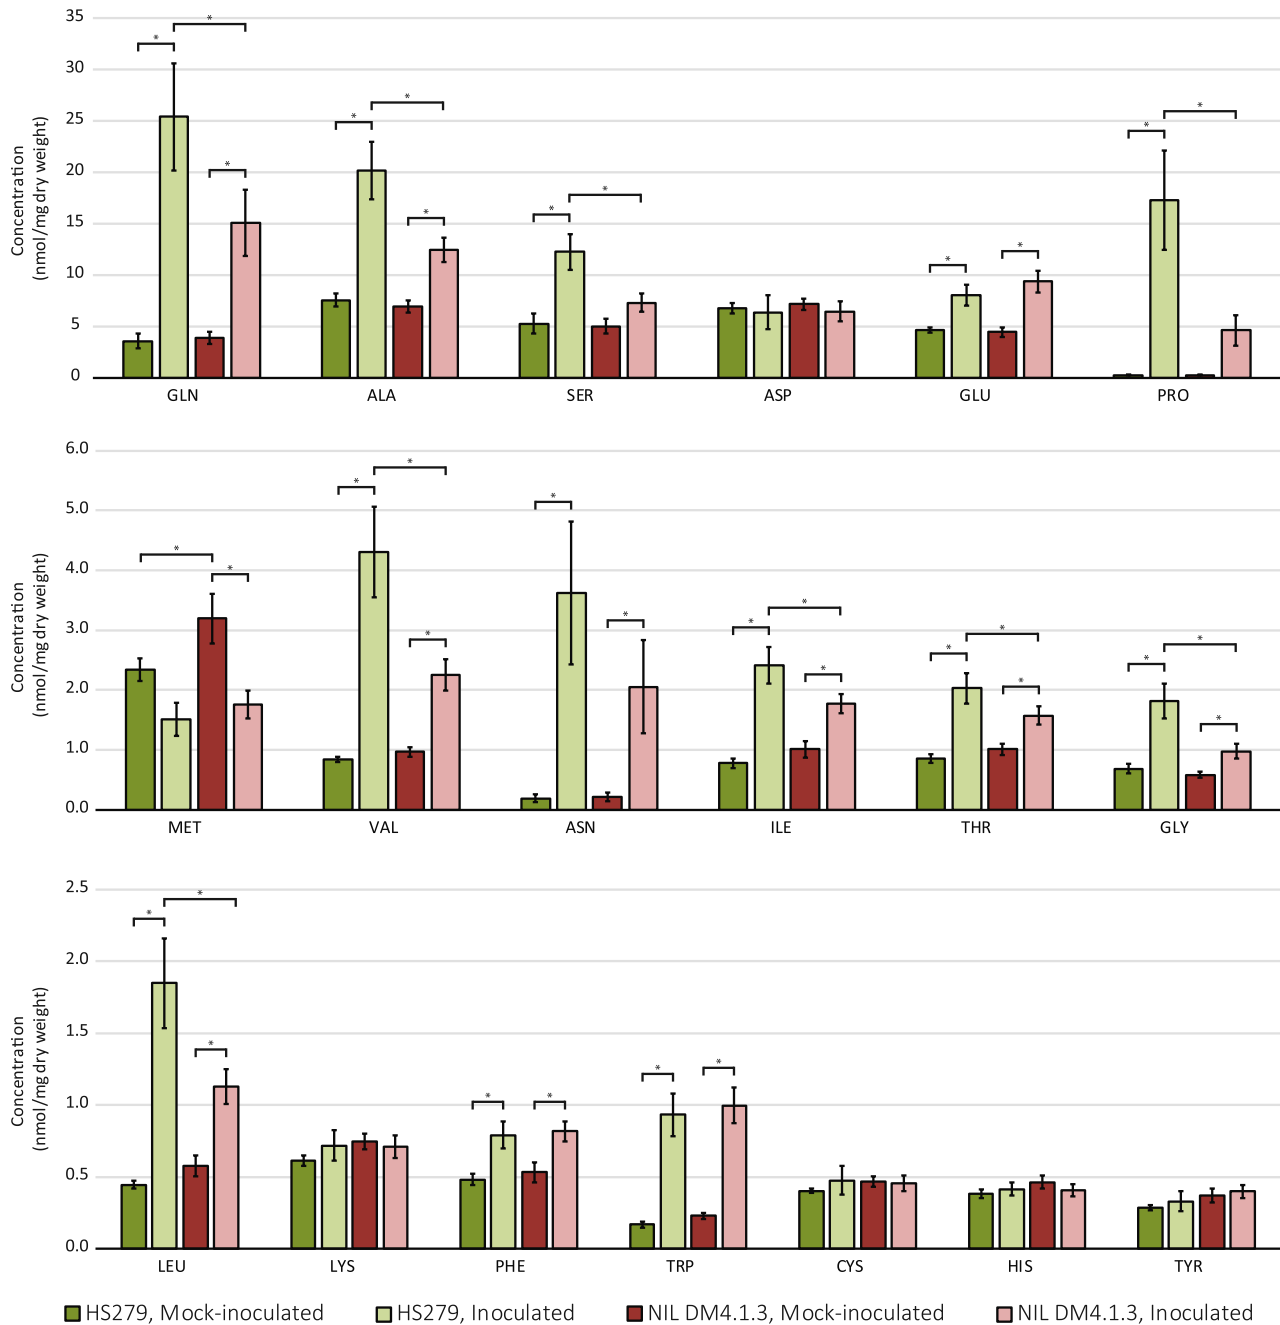 35
30
25
20
15
10
5
0
Concentration
(nmol/mg dry weight)
* * * * * * * * * * * * *
GLN ALA SER ASP GLU PRO
6.0
5.0
4.0
3.0
2.0
1.0
0.0
Concentration
(nmol/mg dry weight)
* * * * * * * * * * * * * * * *
MET VAL ASN ILE THR GLY
2.5
2.0
1.5
1.0
0.5
0.0
Concentration
(nmol/mg dry weight)
* * * * * * *
LEU LYS PHE TRP CYS HIS TYR
HS279, Mock-inoculated HS279, Inoculated NIL DM4.1.3, Mock-inoculated NIL DM4.1.3, Inoculated